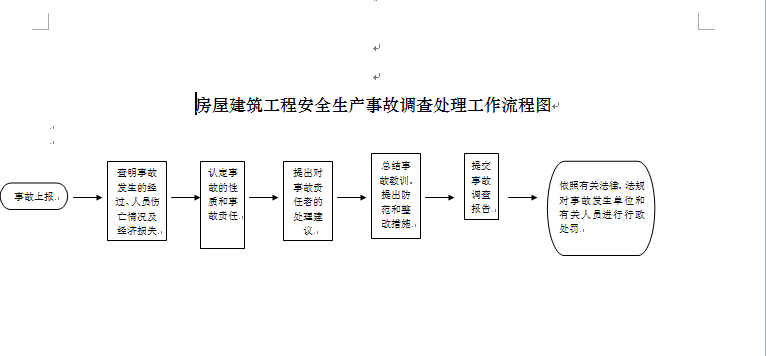 房屋建筑工程安全生产事故调查处理工作流程图
事故上报
查明事故
发生的经
过、人员伤
亡情况及
经济损失
认定事
故的性
质和事
故责任
提出对
事故责
任者的
处理建
议
总结事
故教训，
提出防
范和整
改措施
提交
事故
调查
报告
依照有关法律，法规
对事故发生单位和
有关人员进行行政
处罚